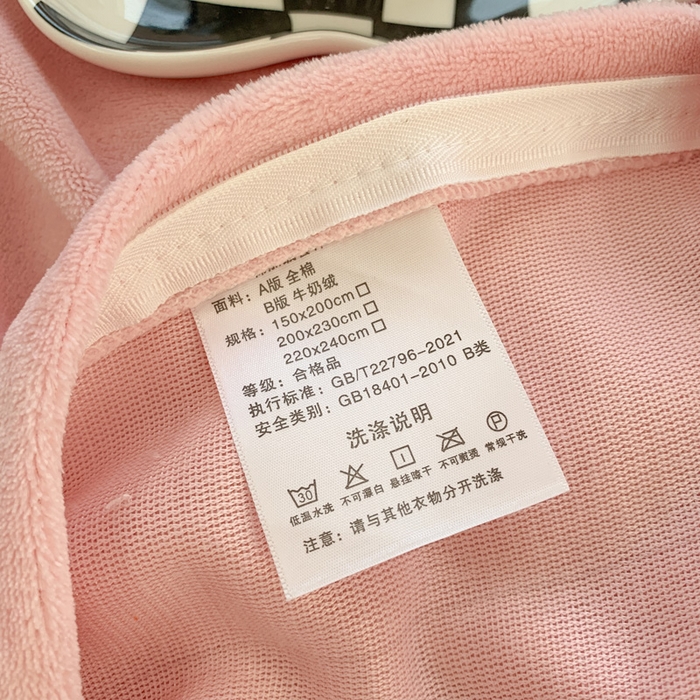 面料：A版 全棉
B版 牛奶绒
规格：150x200cm □
200x230cm □
220x240cm □
等级：合格品
执行标准：GB/T22796-2021
安全类别：GB18401-2010 B类
洗涤说明
30 P
低温水洗 不可漂白 悬挂晾干 不可熨烫 常规干洗
注意：请与其他衣物分开洗涤